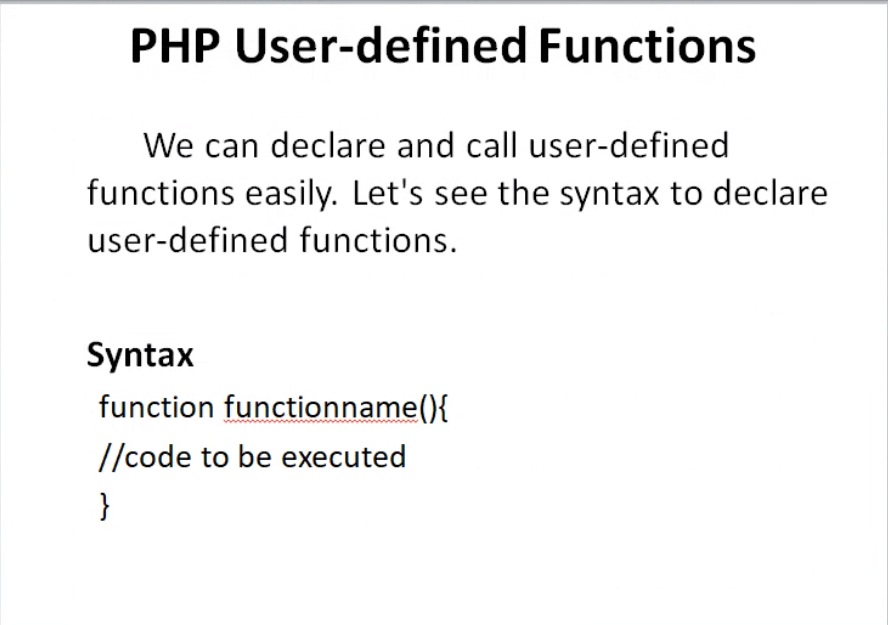 PHP User-defined Functions
We can declare and call user-defined
functions easily. Let's see the syntax to declare
user-defined functions.
Syntax
function functionname(){
//code to be executed
}